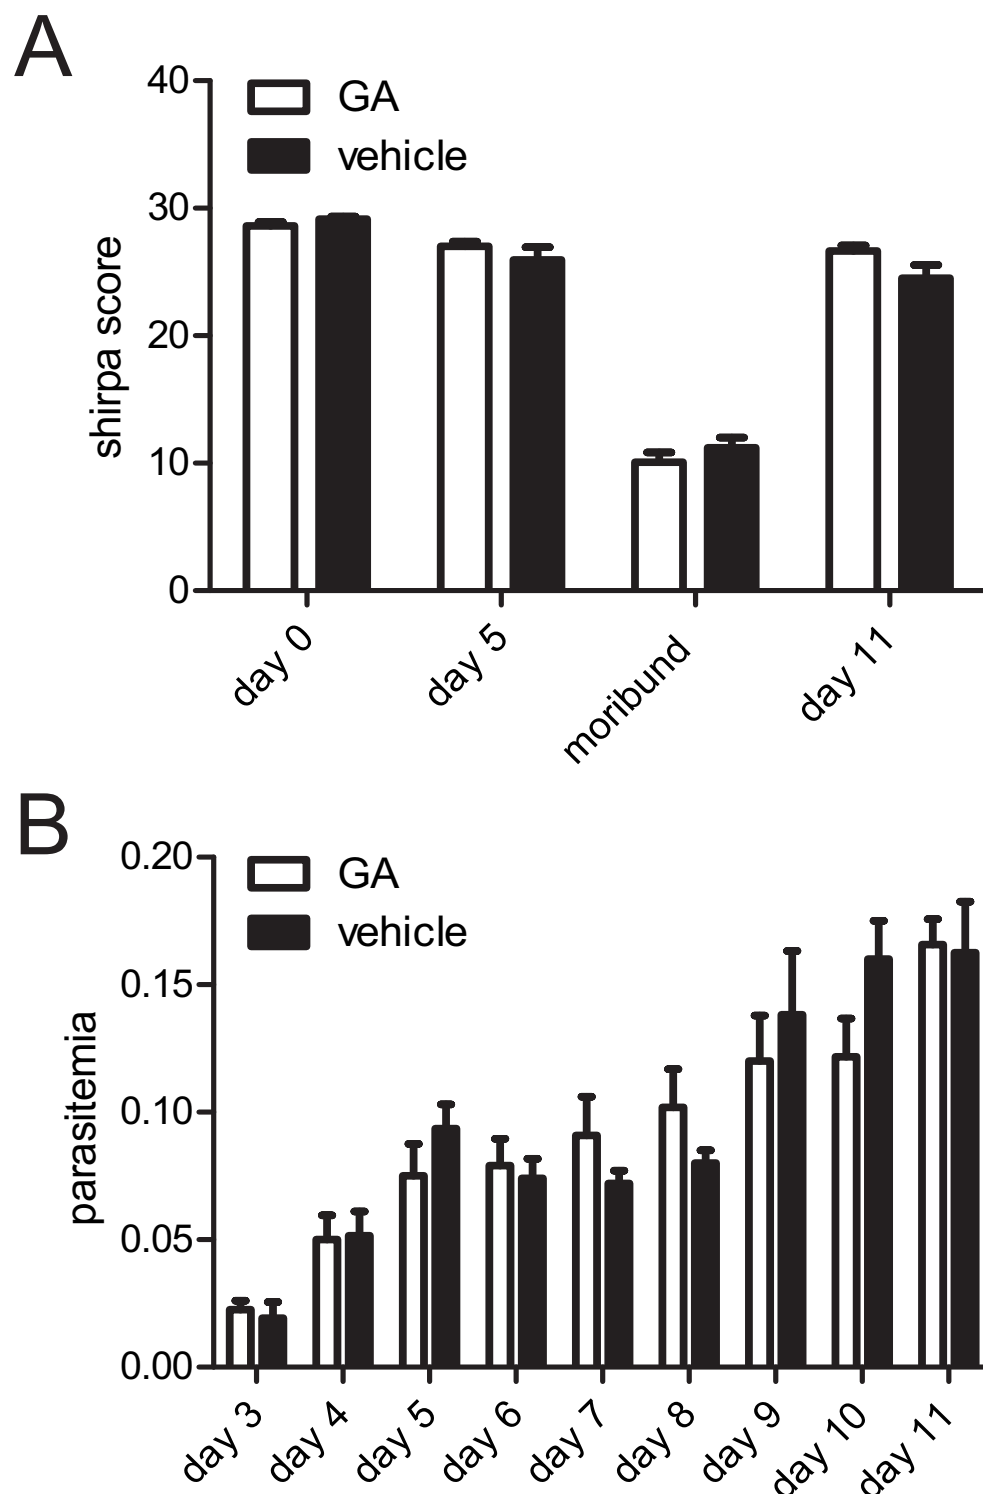 A
40
30
20
10
0
shirpa score
GA
vehicle
day 0
day 5
moribund
day 11
B
0.20
0.15
0.10
0.05
0.00
parasitemia
GA
vehicle
day 3
day 4
day 5
day 6
day 7
day 8
day 9
day 10
day 11